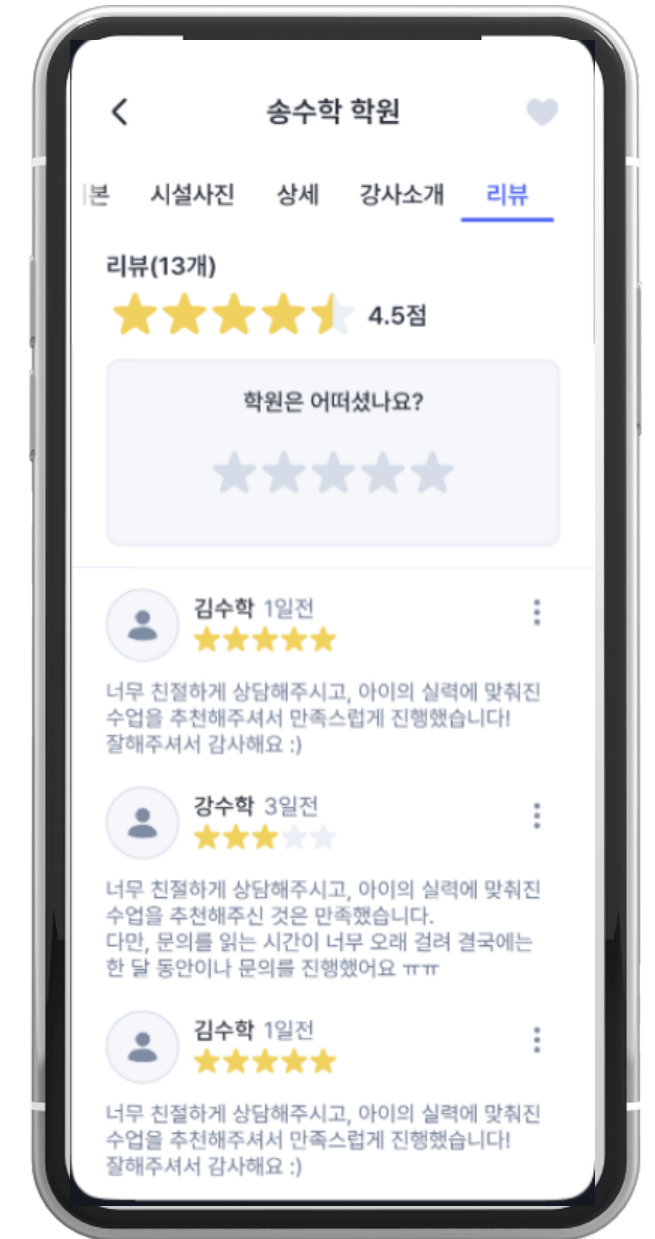 송수학 학원
본 시설사진 상세 강사소개 리뷰
리뷰(13개)
4.5점
학원은 어떠셨나요?
김수학 1일전
너무 친절하게 상담해주시고, 아이의 실력에 맞춰진
수업을 추천해주셔서 만족스럽게 진행했습니다!
잘해주셔서 감사해요 :)
강수학 3일전
너무 친절하게 상담해주시고, 아이의 실력에 맞춰진
수업을 추천해주신 것은 만족했습니다.
다만, 문의를 읽는 시간이 너무 오래 걸려 결국에는
한 달 동안이나 문의를 진행했어요 ㅠㅠ
김수학 1일전
너무 친절하게 상담해주시고, 아이의 실력에 맞춰진
수업을 추천해주셔서 만족스럽게 진행했습니다!
잘해주셔서 감사해요 :)